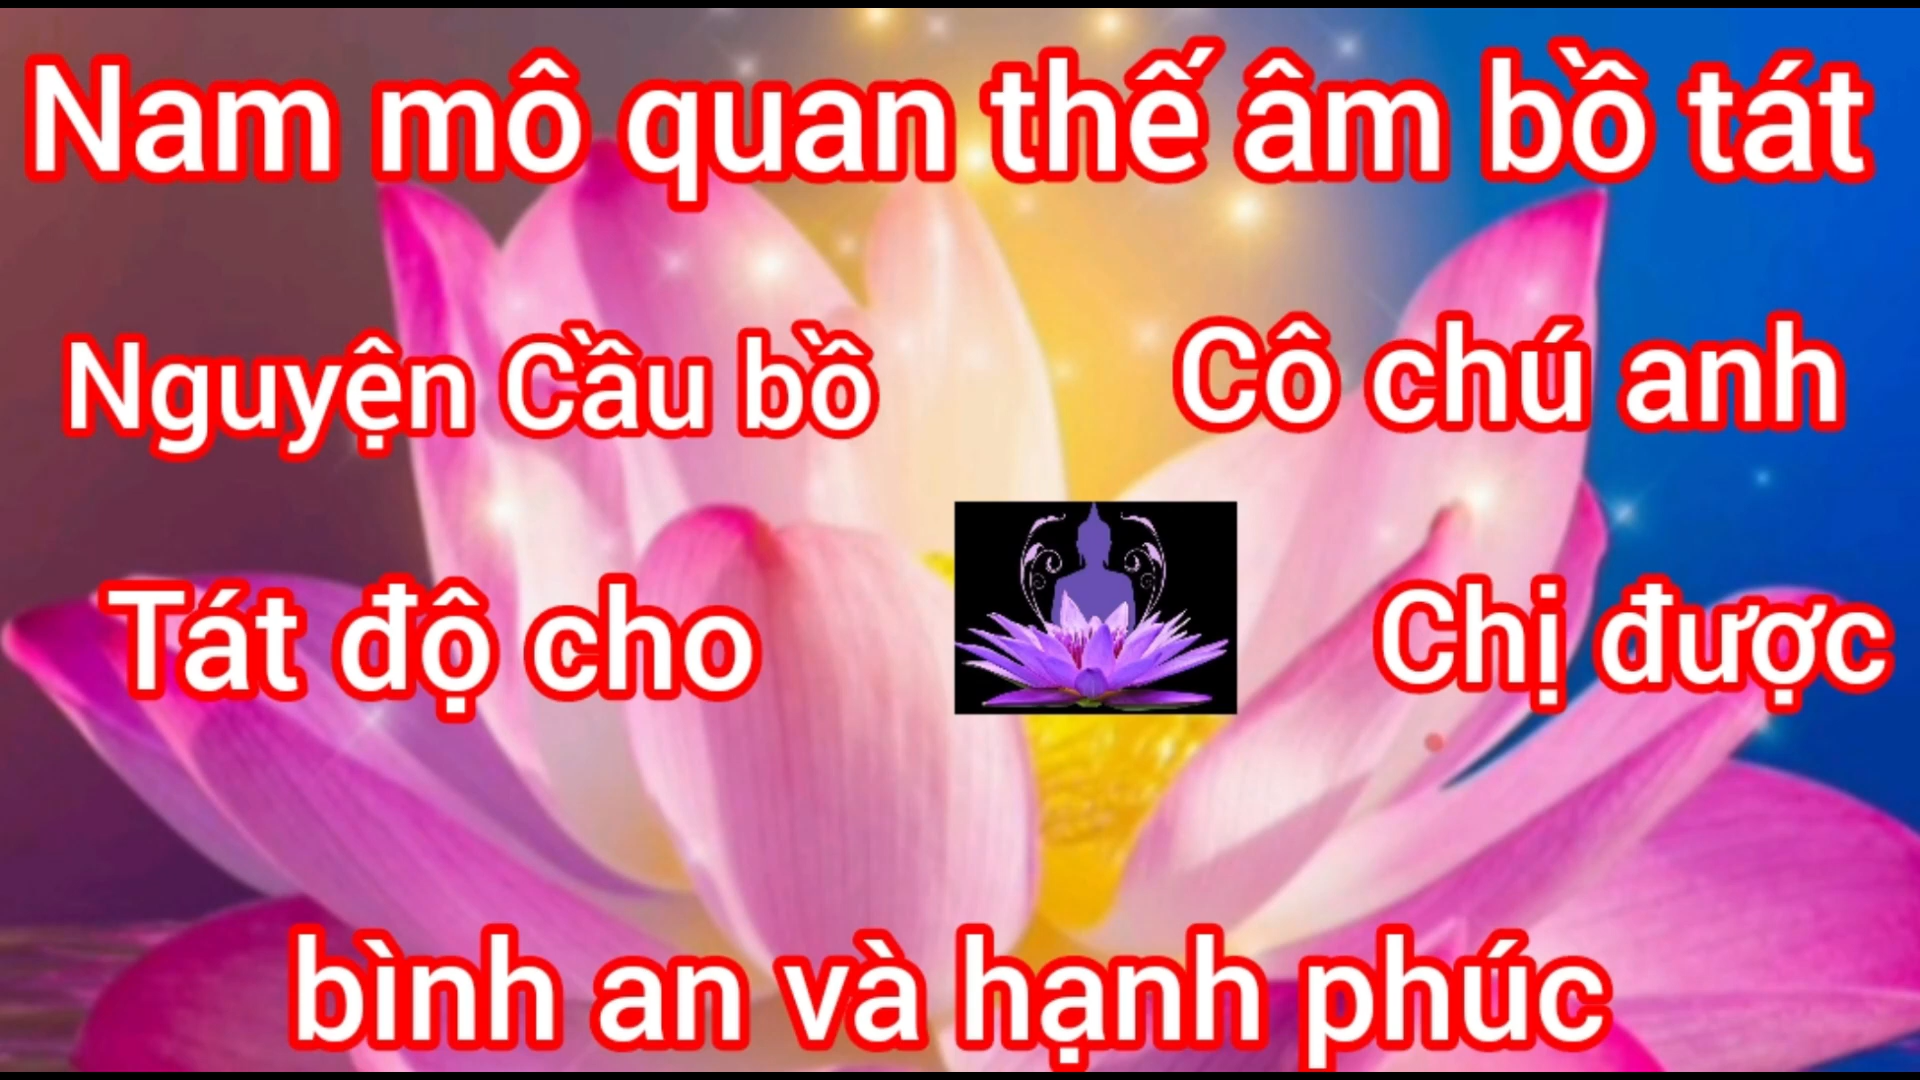 Nam mô quan thế âm bồ tát
Nguyện Cầu bồ
Tát độ cho
Cô chú anh
Chị được
bình an và hạnh phúc